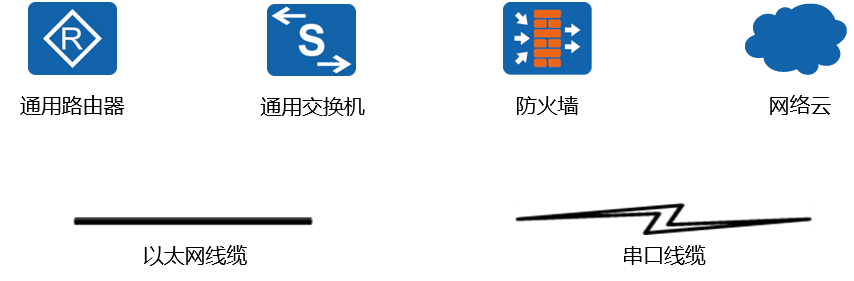 R
S
通用路由器
通用交换机
防火墙
网络云
以太网线缆
串口线缆